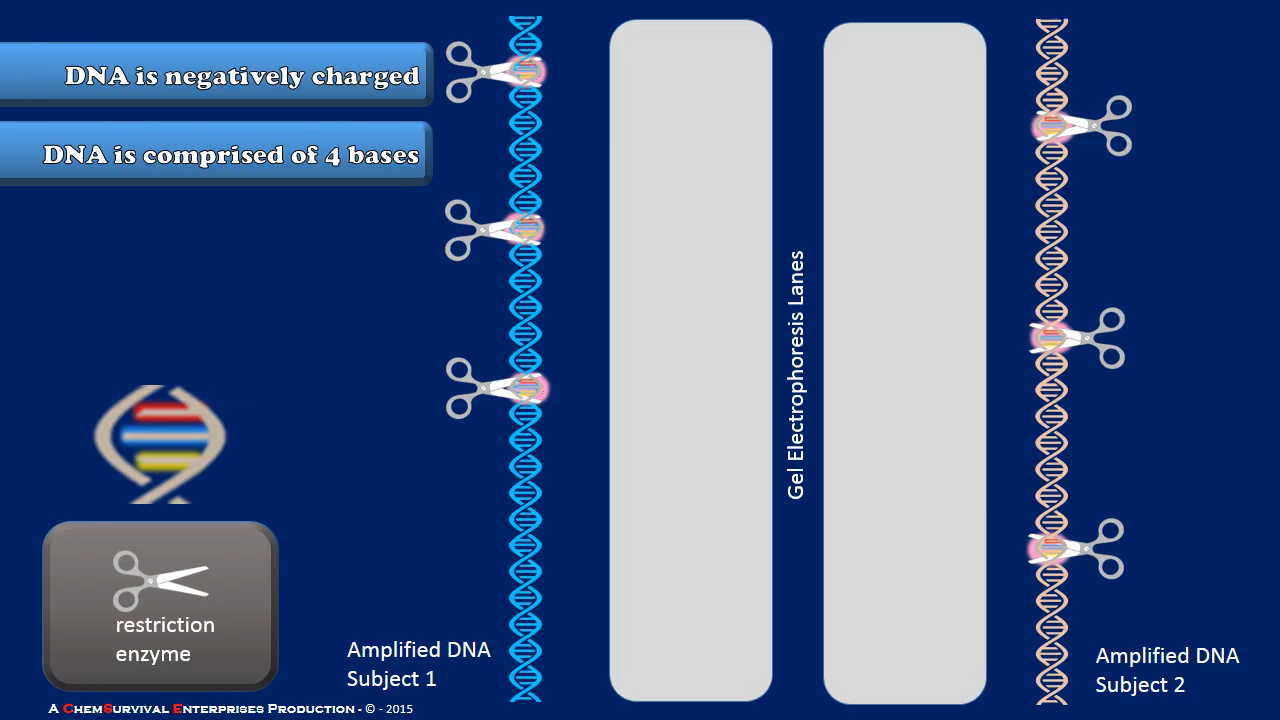 DNA is negatively charged
DNA is comprised of 4 bases
Gel Electrophoresis Lanes
restriction
enzyme
Amplified DNA
Subject 1
Amplified DNA
Subject 2
A ChemSurvival Enterprises Production - © - 2015